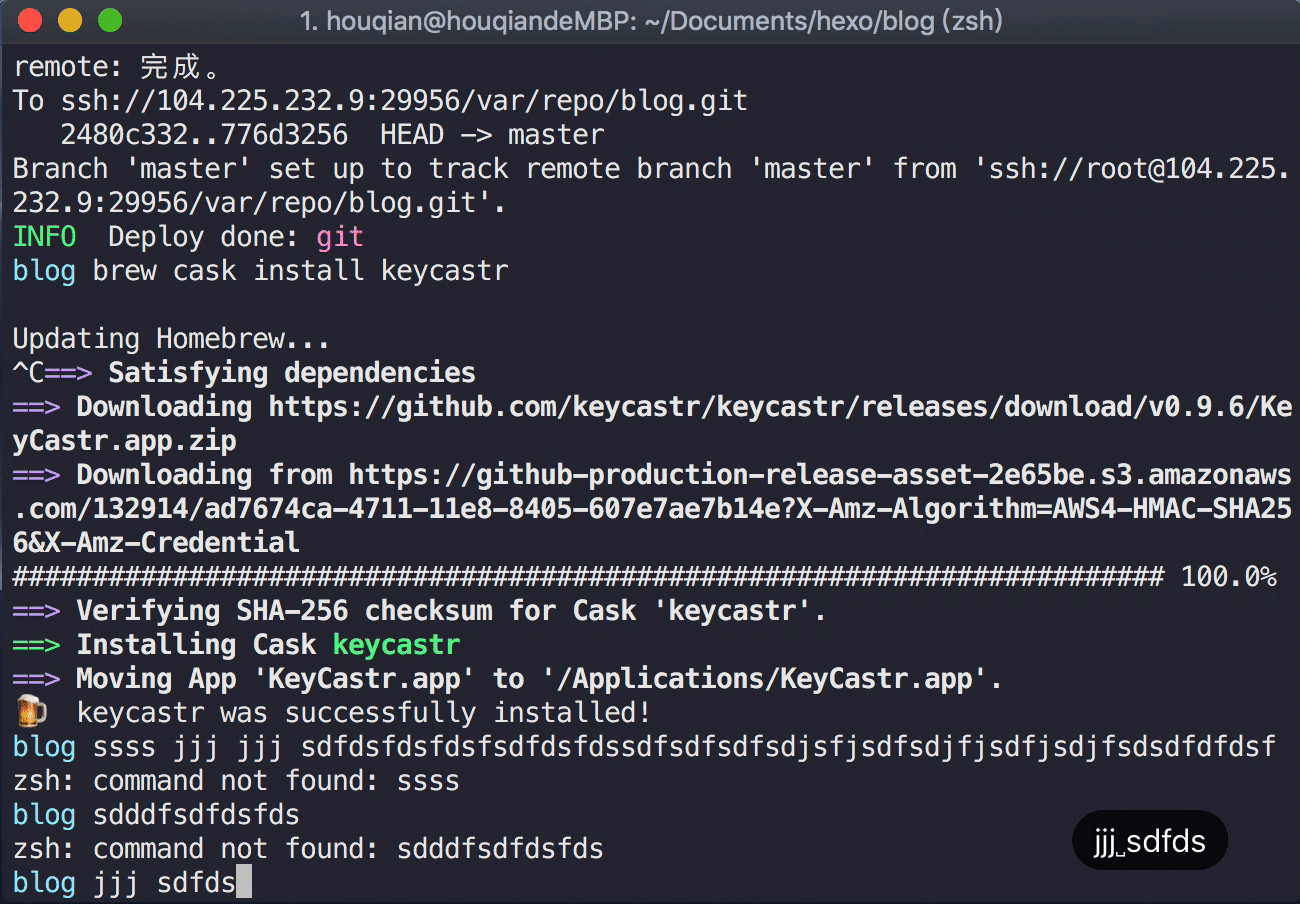 1. houqian@houqiandeMBP: ~/Documents/hexo/blog (zsh)
remote: 完成。
To ssh://104.225.232.9:29956/var/repo/blog.git
   2480c332..776d3256  HEAD -> master
Branch 'master' set up to track remote branch 'master' from 'ssh://root@104.225.
232.9:29956/var/repo/blog.git'.
INFO  Deploy done: git
blog brew cask install keycastr
Updating Homebrew...
^C==> Satisfying dependencies
==> Downloading https://github.com/keycastr/keycastr/releases/download/v0.9.6/Ke
yCastr.app.zip
==> Downloading from https://github-production-release-asset-2e65be.s3.amazonaws
.com/132914/ad7674ca-4711-11e8-8405-607e7ae7b14e?X-Amz-Algorithm=AWS4-HMAC-SHA25
6&X-Amz-Credential
######################################################################## 100.0%
==> Verifying SHA-256 checksum for Cask 'keycastr'.
==> Installing Cask keycastr
==> Moving App 'KeyCastr.app' to '/Applications/KeyCastr.app'.
🍺  keycastr was successfully installed!
blog ssss jjj jjj sdfdsfdsfdsfsdfdsfdssdfsdfsdfsdjsfjsdfsdjfjsdfjsdjfsdsdfdfdsf
zsh: command not found: ssss
blog sdddfsdfdsfds
zsh: command not found: sdddfsdfdsfds
blog jjj sdfds
jjj␣sdfds